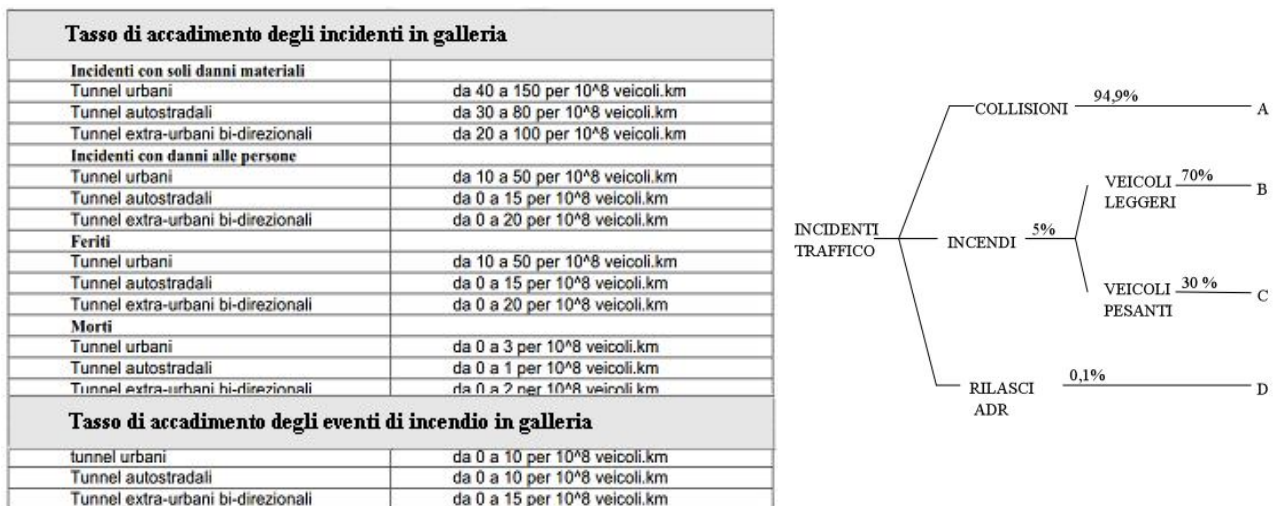 Tasso di accadimento degli incidenti in galleria
Incidenti con soli danni materiali
Tunnel urbani da 40 a 150 per 10^8 veicoli.km
Tunnel autostradali da 30 a 80 per 10^8 veicoli.km
Tunnel extra-urbani bi-direzionali da 20 a 100 per 10^8 veicoli.km
Incidenti con danni alle persone
Tunnel urbani da 10 a 50 per 10^8 veicoli.km
Tunnel autostradali da 0 a 15 per 10^8 veicoli.km
Tunnel extra-urbani bi-direzionali da 0 a 20 per 10^8 veicoli.km
Feriti
Tunnel urbani da 10 a 50 per 10^8 veicoli.km
Tunnel autostradali da 0 a 15 per 10^8 veicoli.km
Tunnel extra-urbani bi-direzionali da 0 a 20 per 10^8 veicoli.km
Morti
Tunnel urbani da 0 a 3 per 10^8 veicoli.km
Tunnel autostradali da 0 a 1 per 10^8 veicoli.km
Tunnel extra-urbani bi-direzionali da 0 a 2 per 10^8 veicoli.km
Tasso di accadimento degli eventi di incendio in galleria
tunnel urbani da 0 a 10 per 10^8 veicoli.km
Tunnel autostradali da 0 a 10 per 10^8 veicoli.km
Tunnel extra-urbani bi-direzionali da 0 a 15 per 10^8 veicoli.km
INCIDENTI
TRAFFICO
COLLISIONI 94,9% A
INCENDI 5%
VEICOLI 70% B
LEGGERI
VEICOLI 30 % C
PESANTI
RILASCI 0,1% D
ADR